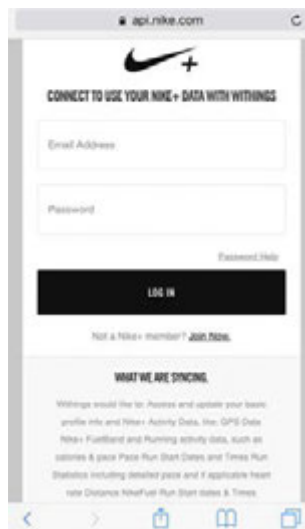 api.nike.com
CONNECT TO USE YOUR NIKE+ DATA WITH WITHINGS
Email Address
Password
Password Help
LOG IN
Not a Nike+ member? Join Now.
WHAT WE ARE SYNCING.
Withings would like to: Access and update your basic
profile info and Nike+ Activity Data, like: GPS Data
Nike+ FuelBand and Running activity data, such as
calories & pace Pace Run Start Dates and Times Run
Statistics including detailed pace and if applicable heart
rate Distance NikeFuel Run Start dates & Times